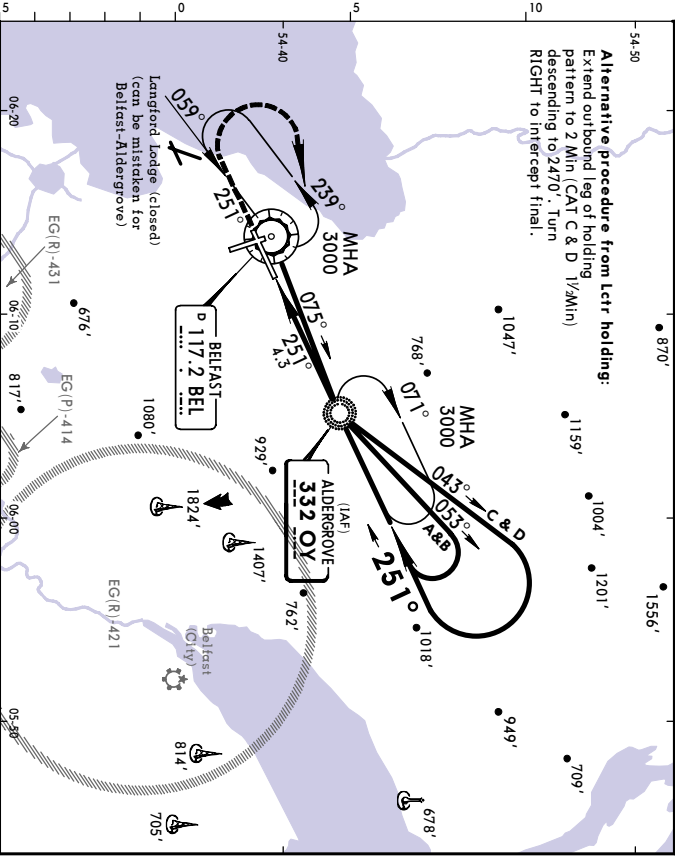 Alternative procedure from Lctr holding:
Extend outbound leg of holding
pattern to 2 Min (CAT C & D 1½Min)
descending to 2470'. Turn
RIGHT to intercept final.
5
0
5
10
54-40
54-50
06-20
06-10
06-00
05-50
Langford Lodge (closed)
(can be mistaken for
Belfast-Aldergrove)
059°
239°
251°
MHA
3000
075°
251°
4.3
BELFAST
D 117.2 BEL
(IAF)
ALDERGROVE
332 OY
MHA
3000
071°
043°
C & D
053°
A&B
251°
EG(R)-431
EG(P)-414
EG(R)-421
Belfast
(City)
870'
1047'
768'
1159'
1004'
1201'
1556'
676'
817'
1080'
929'
1824'
1407'
762'
1018'
949'
709'
814'
705'
678'